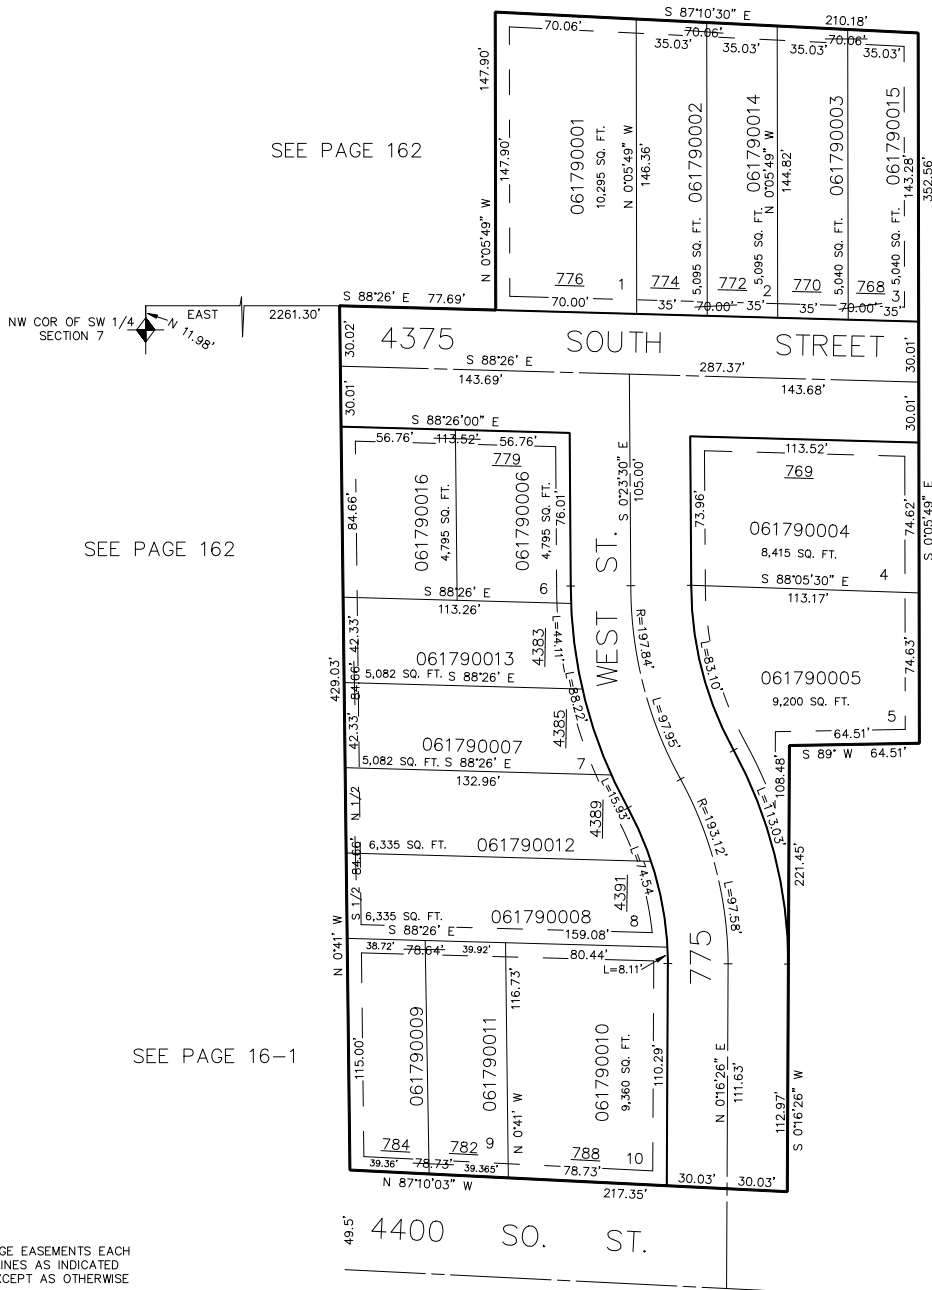 S 87°10'30" E
210.18'
70.06'
70.06'
70.06'
35.03'
35.03'
35.03'
35.03'
147.90'
147.90'
N 0°05'49" W
SEE PAGE 162
061790001
10,295 SQ. FT.
N 0°05'49" W
146.36'
061790002
5,095 SQ. FT.
061790014
5,095 SQ. FT.
N 0°05'49" W
144.82'
061790003
5,040 SQ. FT.
061790015
5,040 SQ. FT.
143.28'
352.56'
776
1
774
772
2
770
768
3
70.00'
35'
70.00'
35'
35'
70.00'
35'
S 88°26' E
77.69'
NW COR OF SW 1/4
SECTION 7
N 11.98'
EAST
2261.30'
30.02'
4375 SOUTH STREET
30.01'
S 88°26' E
287.37'
143.69'
143.68'
30.01'
30.01'
S 88°26'00" E
56.76'
113.52'
56.76'
779
84.66'
061790016
4,795 SQ. FT.
061790006
4,795 SQ. FT.
76.01'
S 0°23'30" E
105.00'
73.96'
113.52'
769
061790004
8,415 SQ. FT.
74.62'
S 0°05'49" E
SEE PAGE 162
S 88°26' E
6
113.26'
S 88°05'30" E
4
113.17'
WEST ST.
42.33'
061790013
5,082 SQ. FT.
S 88°26' E
4383
L=44.11'
L=88.22'
R=197.84'
L=97.95'
L=83.10'
061790005
9,200 SQ. FT.
74.63'
5
64.51'
S 89° W
64.51'
429.03'
84.66'
42.33'
061790007
5,082 SQ. FT.
S 88°26' E
4385
7
132.96'
108.48'
L=113.03'
N 1/2
L=15.93'
4389
R=193.12'
6,335 SQ. FT.
061790012
84.66'
L=74.54
221.45'
S 1/2
4391
L=97.58'
6,335 SQ. FT.
061790008
8
S 88°26' E
159.08'
N 0°41' W
775
38.72'
78.64'
39.92'
80.44'
L=8.11'
116.73'
SEE PAGE 16-1
115.00'
061790009
061790011
061790010
9,360 SQ. FT.
110.29'
N 0°16'26" E
111.63'
112.97'
S 0°16'26" W
N 0°41' W
784
782
9
788
10
39.36'
78.73'
39.365'
78.73'
N 87°10'03" W
217.35'
30.03'
30.03'
49.5'
4400 SO. ST.
GE EASEMENTS EACH
INES AS INDICATED
CEPT AS OTHERWISE